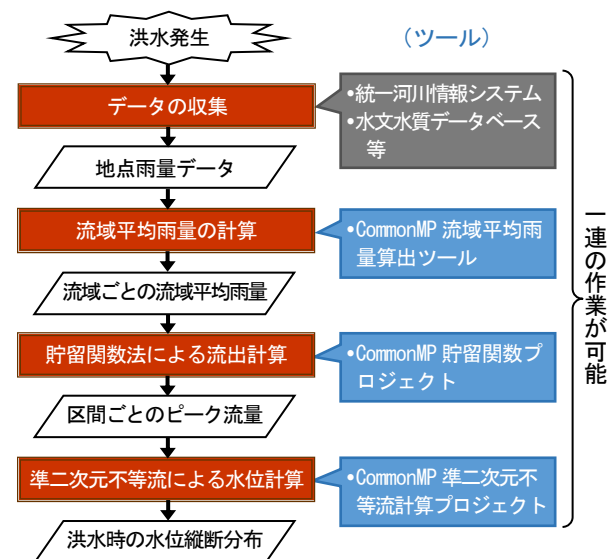 洪水発生
（ツール）
データの収集
•統一河川情報システム
•水文水質データベース
等
地点雨量データ
流域平均雨量の計算
•CommonMP 流域平均雨
量算出ツール
流域ごとの流域平均雨量
貯留関数法による流出計算
•CommonMP 貯留関数プ
ロジェクト
区間ごとのピーク流量
準二次元不等流による水位計算
•CommonMP 準二次元不
等流計算プロジェクト
洪水時の水位縦断分布
一連の作業が可能